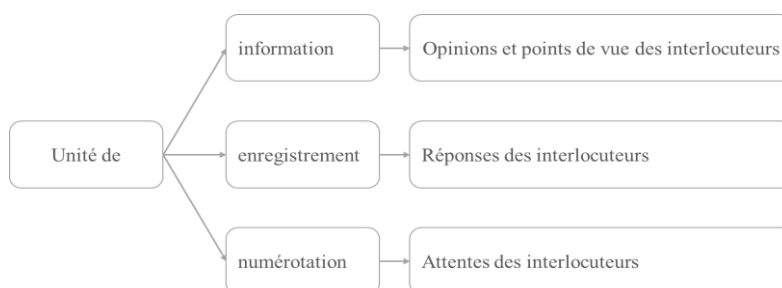 information
Opinions et points de vue des interlocuteurs
Unité de
enregistrement
Réponses des interlocuteurs
numérotation
Attentes des interlocuteurs